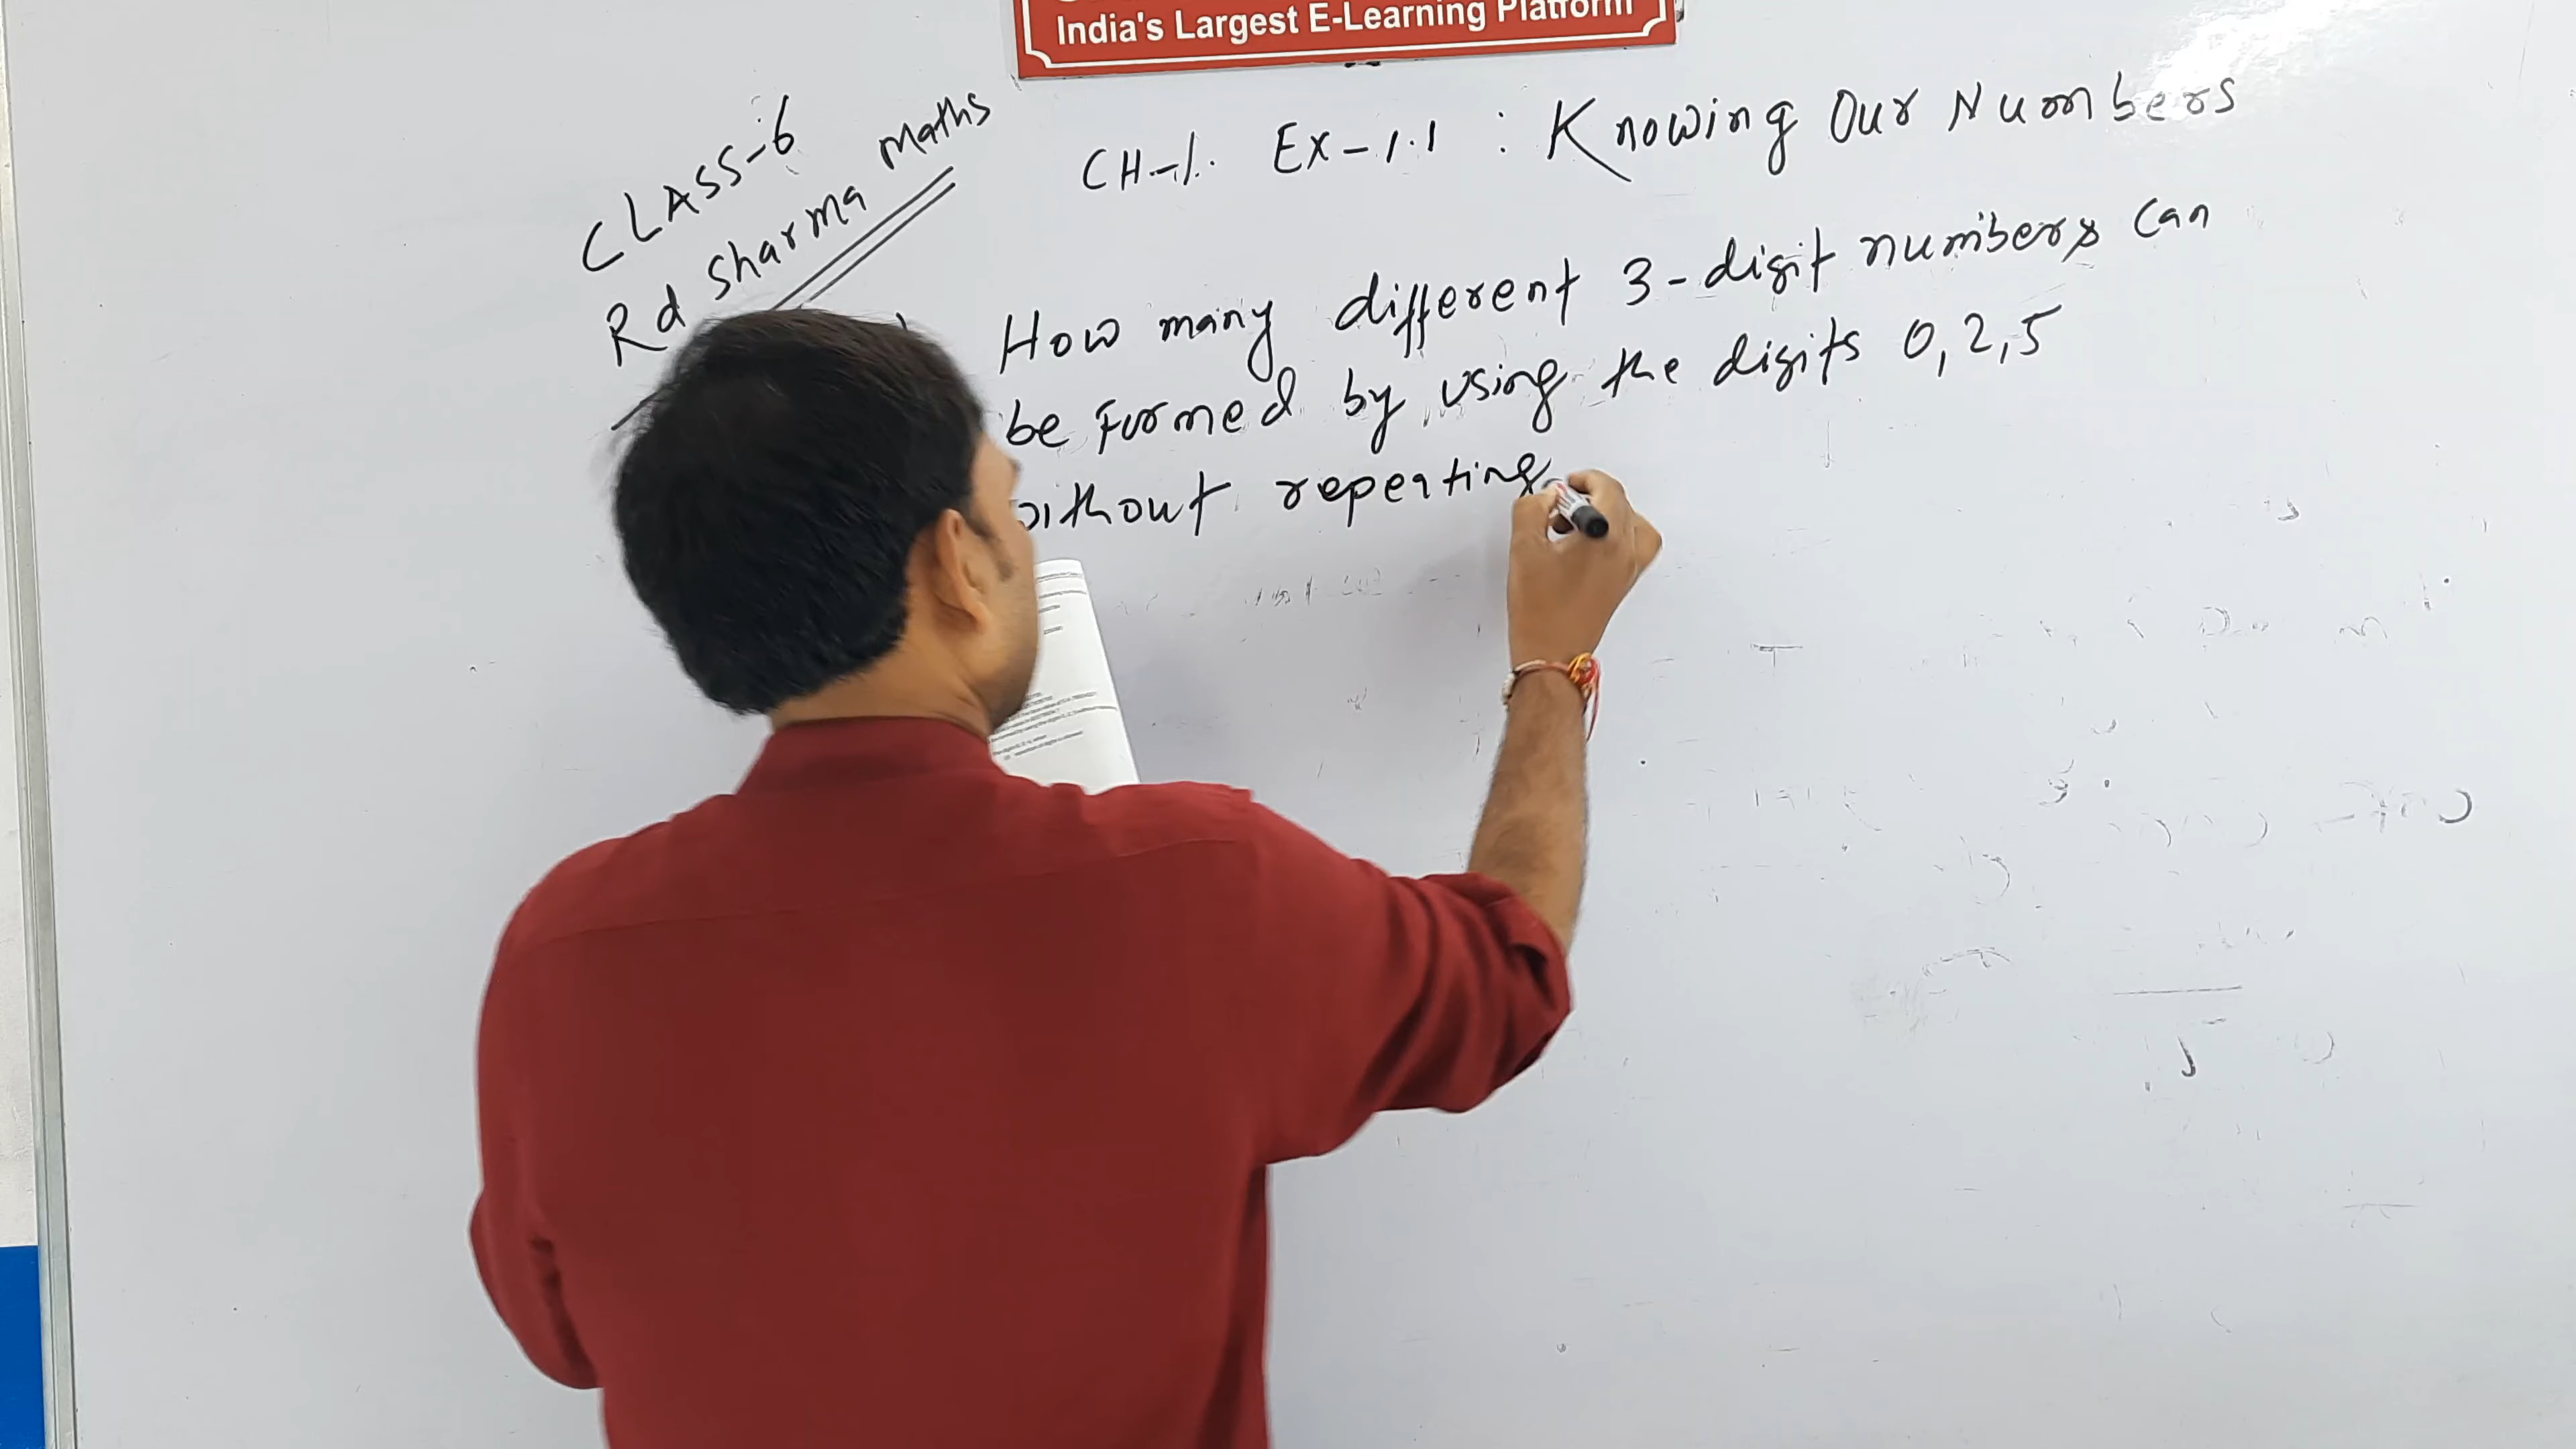 India's Largest E-Learning Platform
CLASS-6
Rd Sharma Maths
CH-1. Ex-1.1 : Knowing Our Numbers
How many different 3-digit numbers can
be Formed by using the digits 0,2,5
without repeating